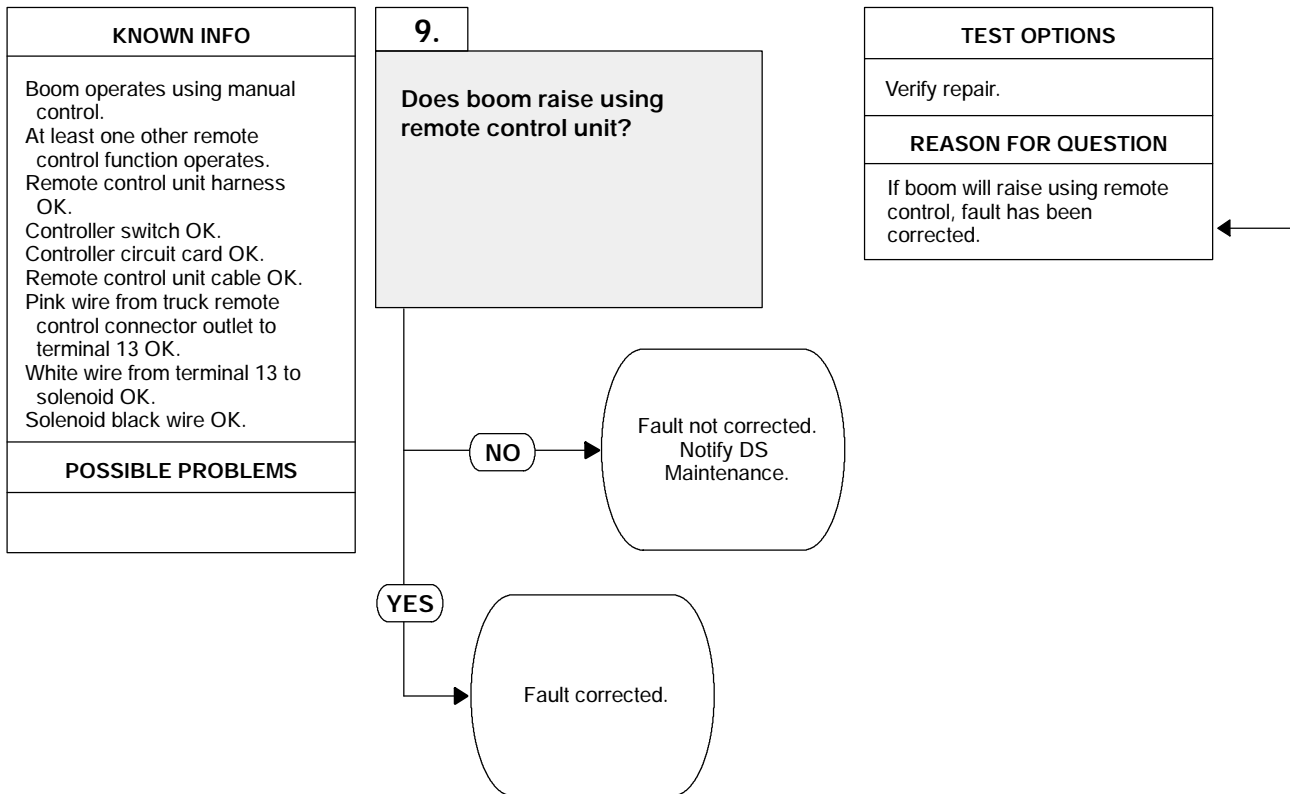 KNOWN INFO
Boom operates using manual
control.
At least one other remote
control function operates.
Remote control unit harness
OK.
Controller switch OK.
Controller circuit card OK.
Remote control unit cable OK.
Pink wire from truck remote
control connector outlet to
terminal 13 OK.
White wire from terminal 13 to
solenoid OK.
Solenoid black wire OK.
POSSIBLE PROBLEMS
9.
Does boom raise using
remote control unit?
NO
Fault not corrected.
Notify DS
Maintenance.
YES
Fault corrected.
TEST OPTIONS
Verify repair.
REASON FOR QUESTION
If boom will raise using remote
control, fault has been
corrected.